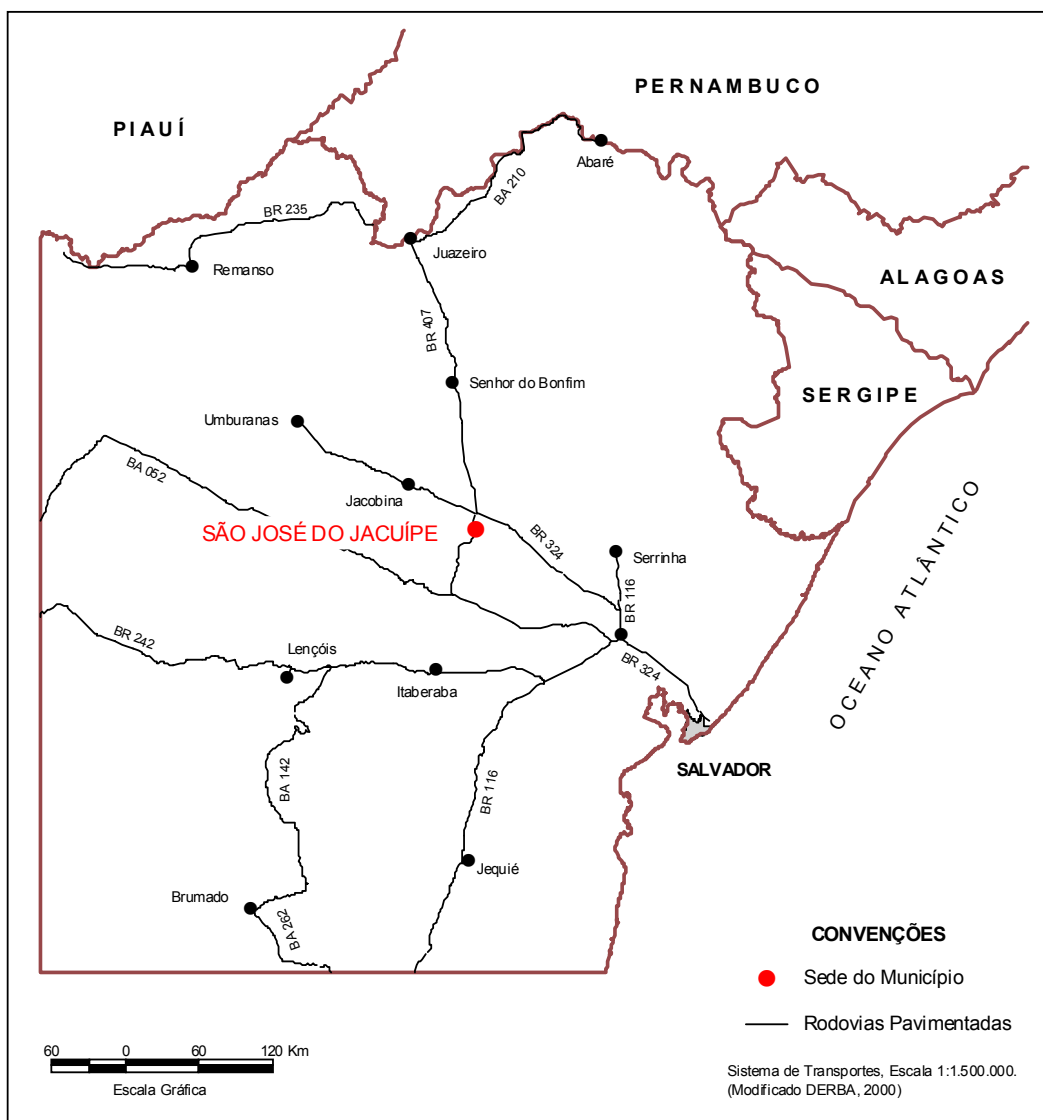 PERNAMBUCO
PIAUÍ
Abaré
BA 210
BR 235
Juazeiro
Remanso
ALAGOAS
BR 407
Senhor do Bonfim
SERGIPE
Umburanas
BA 052
Jacobina
SÃO JOSÉ DO JACUÍPE
BR 324
Serrinha
OCEANO ATLÂNTICO
BR 116
BR 242
Lençóis
Itaberaba
BR 324
SALVADOR
BA 142
BR 116
Jequié
Brumado
BA 262
CONVENÇÕES
Sede do Município
Rodovias Pavimentadas
60 0 60 120 Km
Escala Gráfica
Sistema de Transportes, Escala 1:1.500.000.
(Modificado DERBA, 2000)